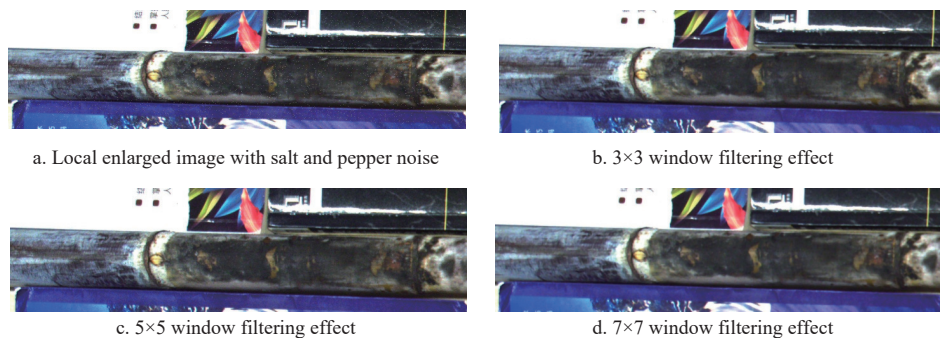 a. Local enlarged image with salt and pepper noise
b. 3×3 window filtering effect
c. 5×5 window filtering effect
d. 7×7 window filtering effect